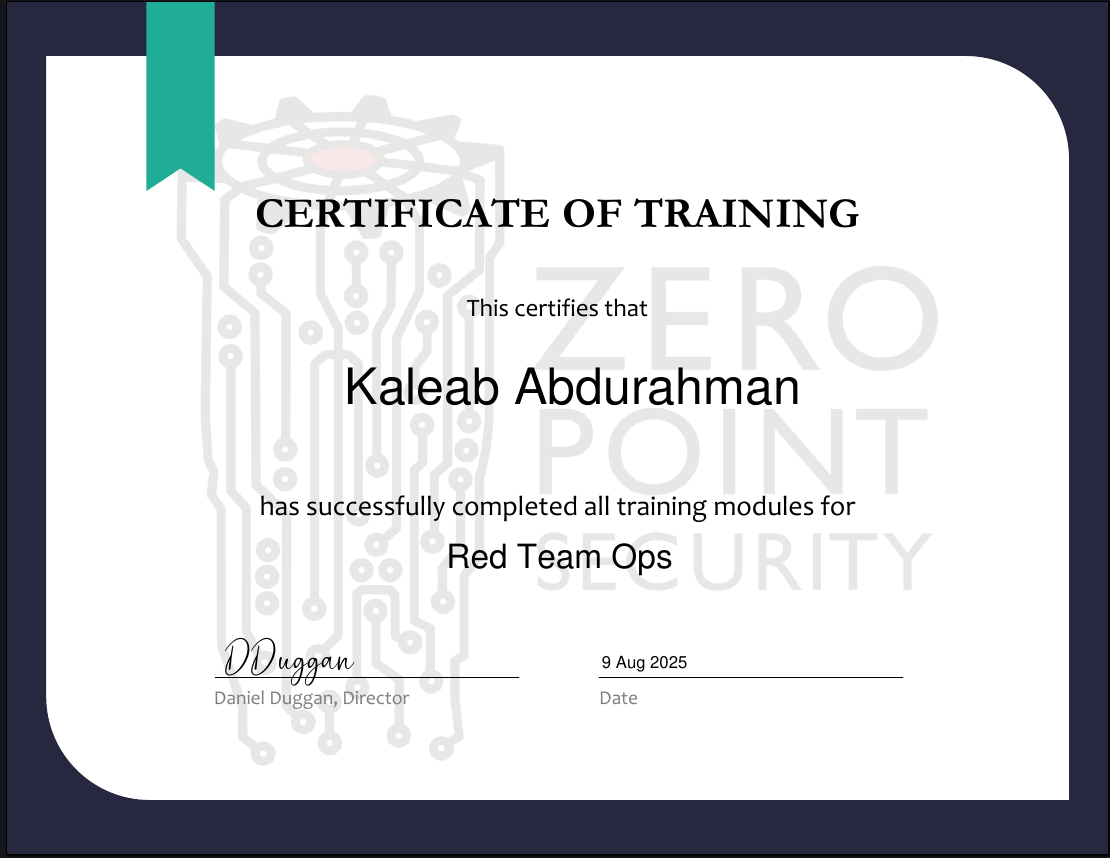 CERTIFICATE OF TRAINING
This certifies that
ZERO
Kaleab Abdurahman
POINT
has successfully completed all training modules for
Red Team Ops
SECURITY
DDuggan
9 Aug 2025
Daniel Duggan, Director
Date